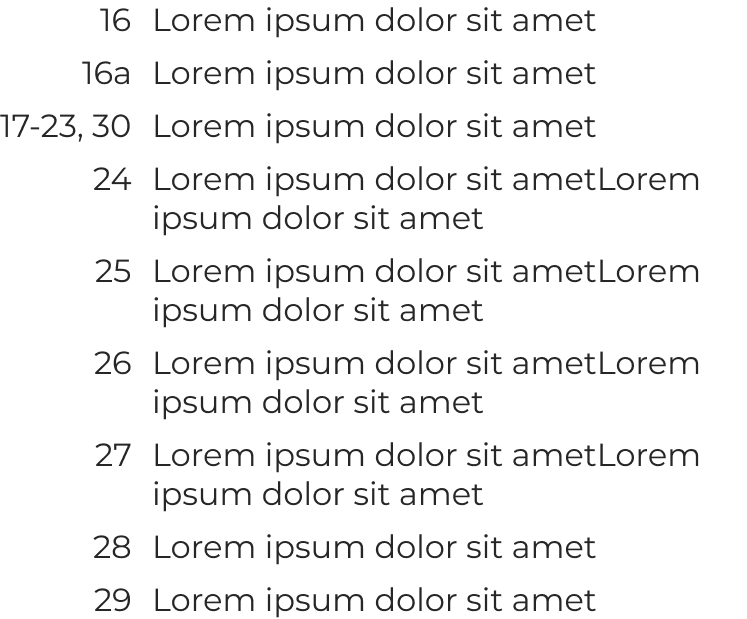 16 Lorem ipsum dolor sit amet
16a Lorem ipsum dolor sit amet
17-23, 30 Lorem ipsum dolor sit amet
24 Lorem ipsum dolor sit ametLorem
ipsum dolor sit amet
25 Lorem ipsum dolor sit ametLorem
ipsum dolor sit amet
26 Lorem ipsum dolor sit ametLorem
ipsum dolor sit amet
27 Lorem ipsum dolor sit ametLorem
ipsum dolor sit amet
28 Lorem ipsum dolor sit amet
29 Lorem ipsum dolor sit amet